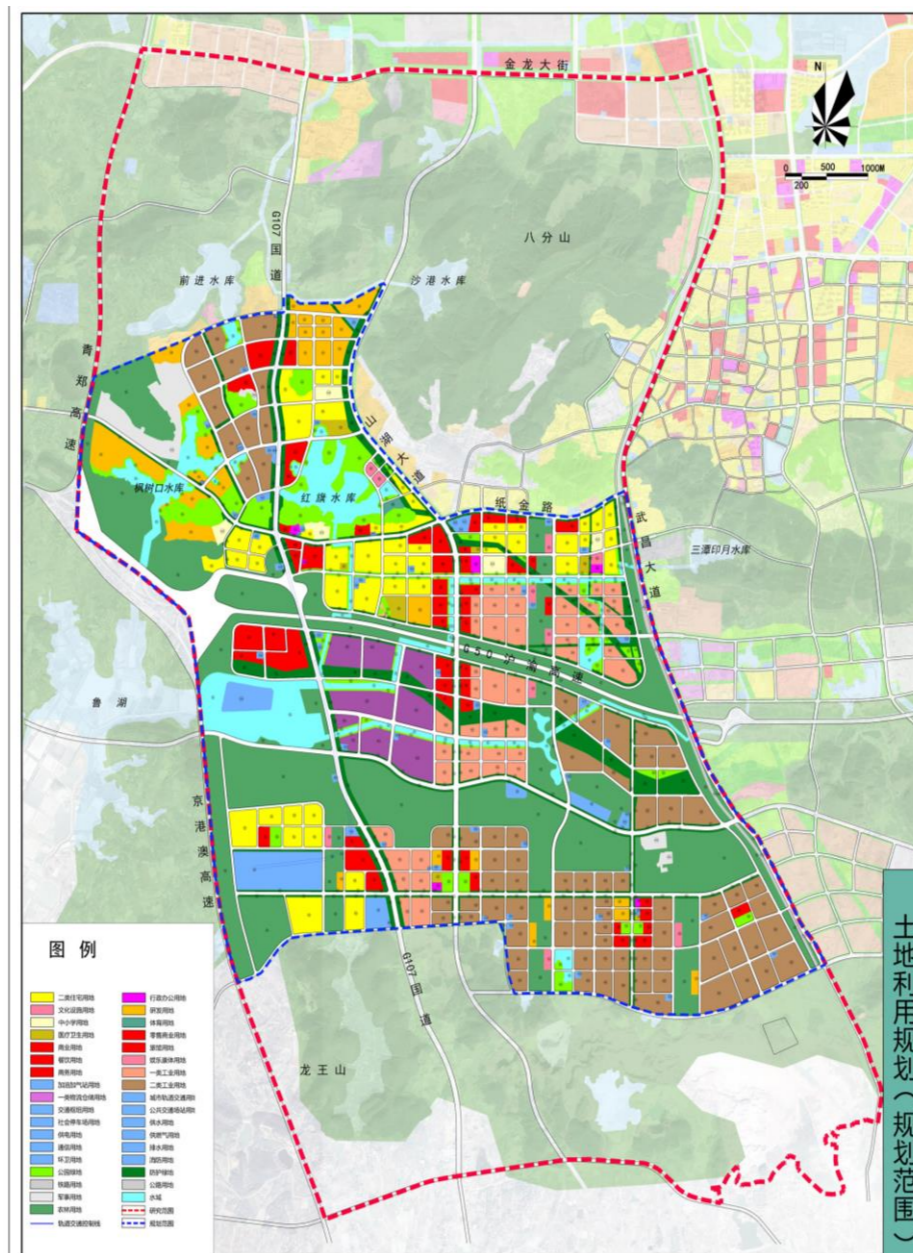 金龙大街
N
0 500 1000M
200
G107国道
八分山
前进水库
沙港水库
青郑高速
山湖大道
枫树口水库
红旗水库
纸金路
武昌大道
三潭印月水库
G50沪渝高速
鲁湖
京港澳高速
G107国道
龙王山
土地利用规划(规划范围)
图例
二类住宅用地
行政办公用地
文化设施用地
研发用地
中小学用地
体育用地
医疗卫生用地
零售商业用地
商业用地
旅馆用地
餐饮用地
娱乐康体用地
商务用地
一类工业用地
加油加气站用地
二类工业用地
一类物流仓储用地
城市轨道交通用地
交通枢纽用地
公共交通场站用地
社会停车场用地
供水用地
供电用地
供燃气用地
通信用地
排水用地
环卫用地
消防用地
公园绿地
防护绿地
铁路用地
公路用地
军事用地
水域
农林用地
研究范围
轨道交通控制线
规划范围